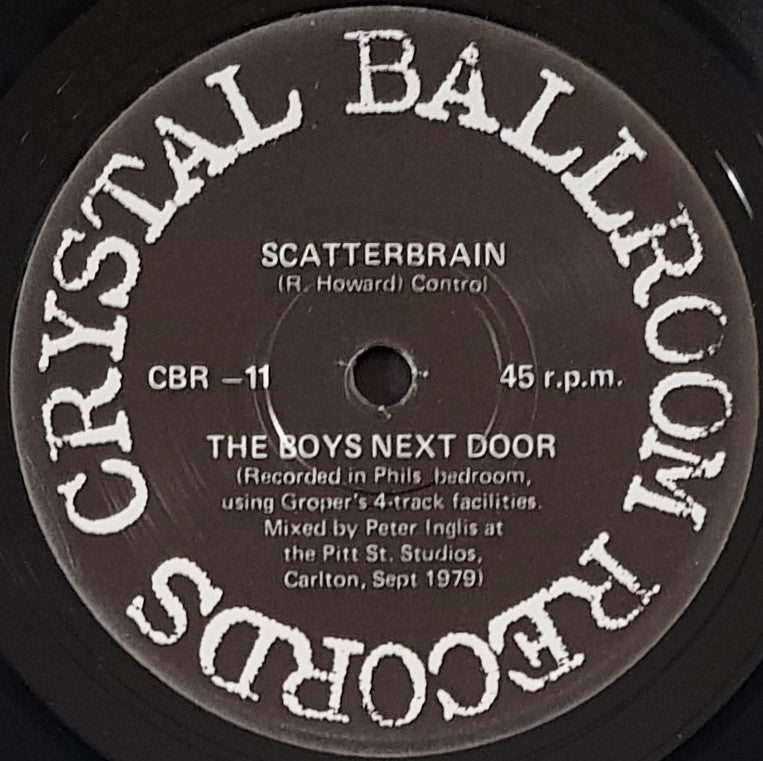 CRYSTAL BALLROOM RECORDS
SCATTERBRAIN
(R. Howard) Control
CBR –11
45 r.p.m.
THE BOYS NEXT DOOR
(Recorded in Phils bedroom,
using Groper's 4-track facilities.
Mixed by Peter Inglis at
the Pitt St. Studios,
Carlton, Sept 1979)